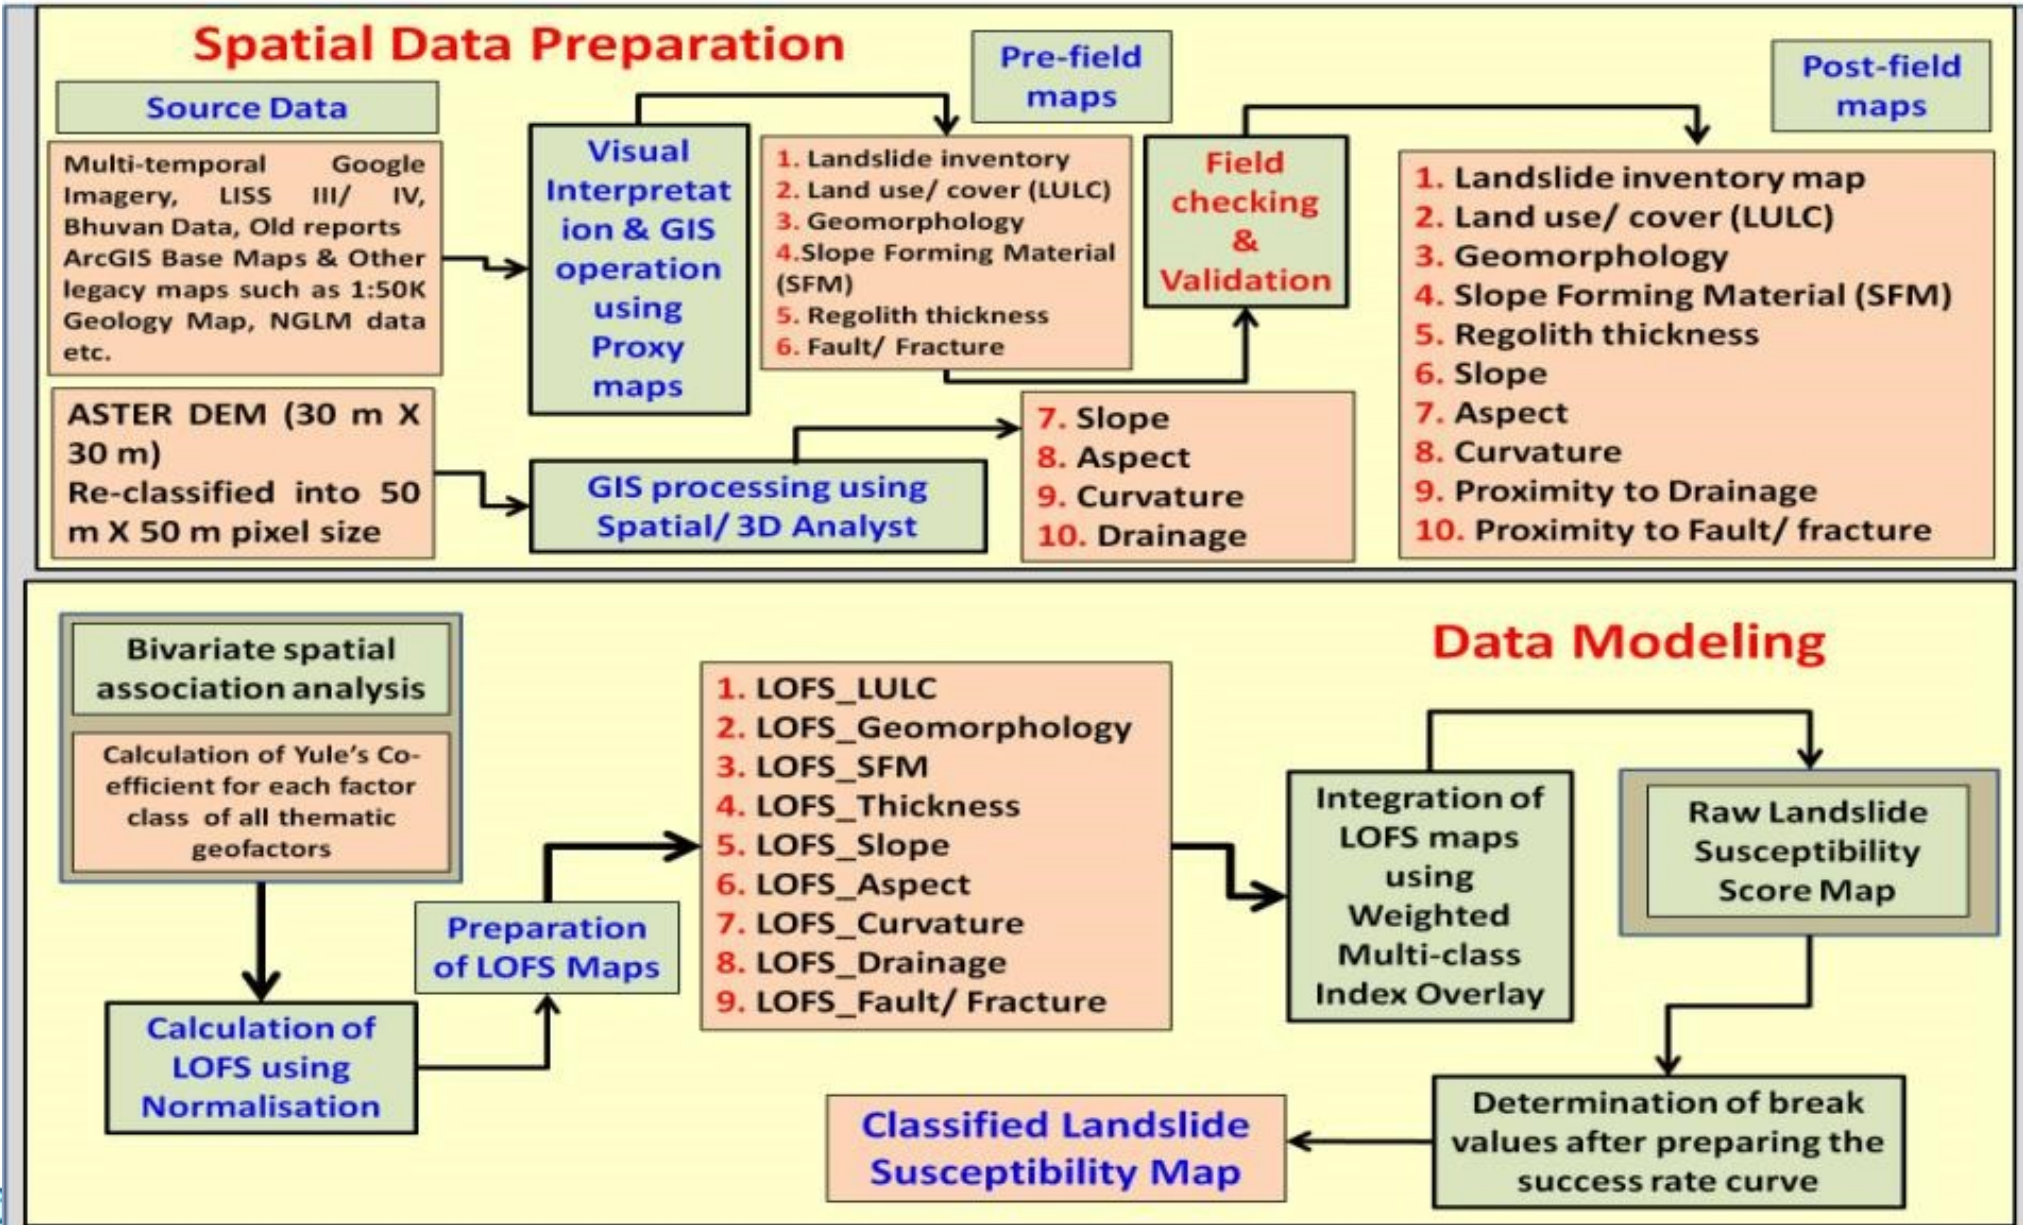 Spatial Data Preparation
Source Data
Multi-temporal Google
Imagery, LISS III/ IV,
Bhuvan Data, Old reports
ArcGIS Base Maps & Other
legacy maps such as 1:50K
Geology Map, NGLM data
etc.
ASTER DEM (30 m X
30 m)
Re-classified into 50
m X 50 m pixel size
Visual
Interpretat
ion & GIS
operation
using
Proxy
maps
GIS processing using
Spatial/ 3D Analyst
Pre-field
maps
1. Landslide inventory
2. Land use/ cover (LULC)
3. Geomorphology
4.Slope Forming Material
(SFM)
5. Regolith thickness
6. Fault/ Fracture
7. Slope
8. Aspect
9. Curvature
10. Drainage
Field
checking
&
Validation
Post-field
maps
1. Landslide inventory map
2. Land use/ cover (LULC)
3. Geomorphology
4. Slope Forming Material (SFM)
5. Regolith thickness
6. Slope
7. Aspect
8. Curvature
9. Proximity to Drainage
10. Proximity to Fault/ fracture
Data Modeling
Bivariate spatial
association analysis
Calculation of Yule’s Co-
efficient for each factor
class of all thematic
geofactors
Calculation of
LOFS using
Normalisation
Preparation
of LOFS Maps
1. LOFS_LULC
2. LOFS_Geomorphology
3. LOFS_SFM
4. LOFS_Thickness
5. LOFS_Slope
6. LOFS_Aspect
7. LOFS_Curvature
8. LOFS_Drainage
9. LOFS_Fault/ Fracture
Integration of
LOFS maps
using
Weighted
Multi-class
Index Overlay
Raw Landslide
Susceptibility
Score Map
Determination of break
values after preparing the
success rate curve
Classified Landslide
Susceptibility Map